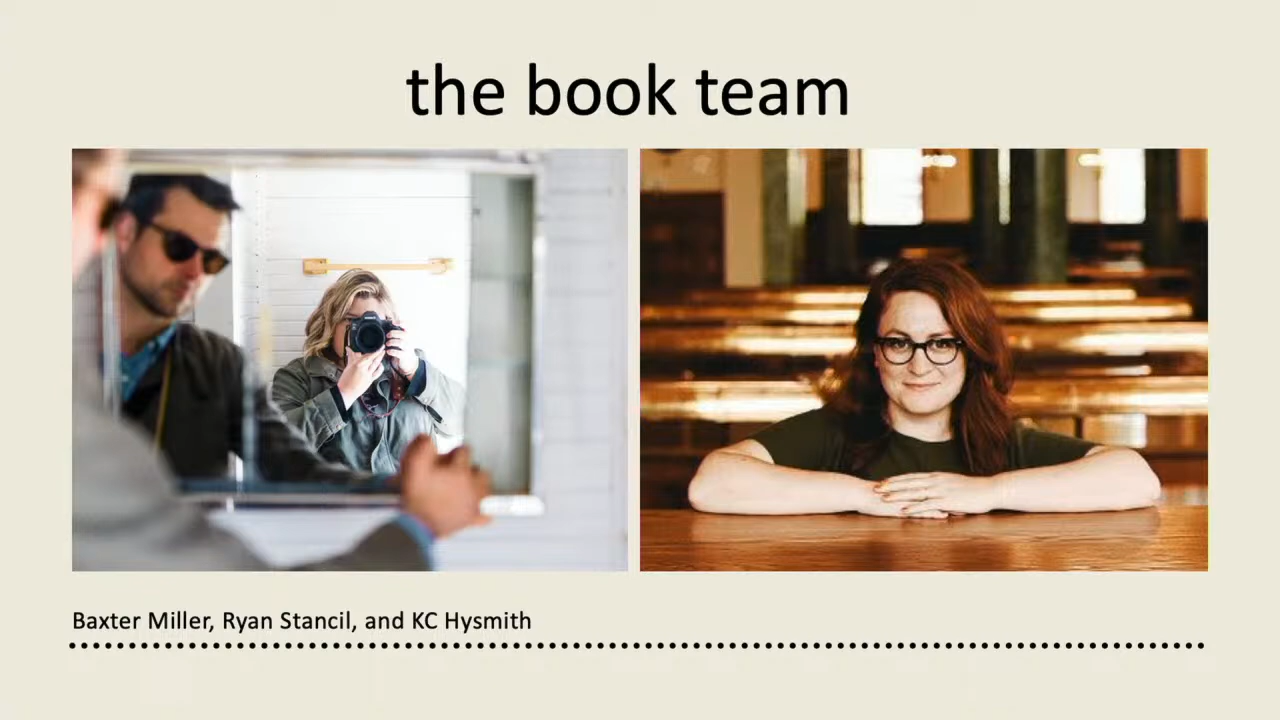 the book team
Baxter Miller, Ryan Stancil, and KC Hysmith